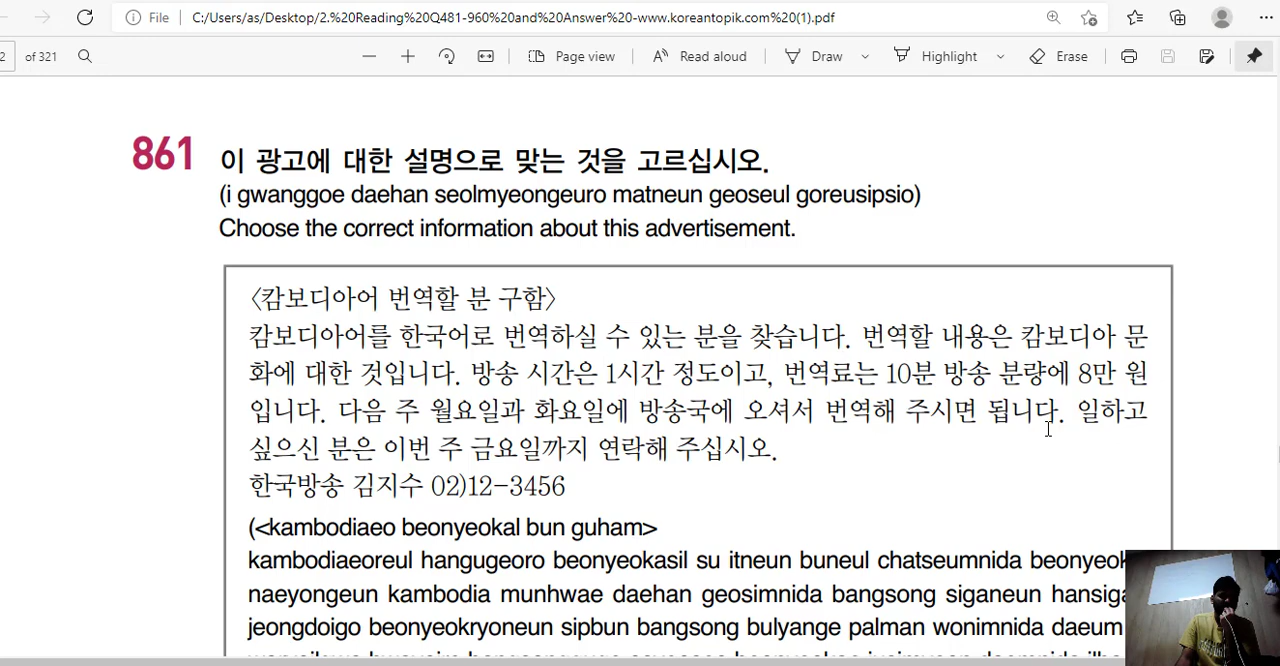 File C:/Users/as/Desktop/2.%20Reading%20Q481-960%20and%20Answer%20-www.koreantopik.com%20(1).pdf
2 of 321 Page view Read aloud Draw Highlight Erase
861 이 광고에 대한 설명으로 맞는 것을 고르십시오.
(i gwanggoe daehan seolmyeongeuro matneun geoseul goreusipsio)
Choose the correct information about this advertisement.
〈캄보디아어 번역할 분 구함〉
캄보디아어를 한국어로 번역하실 수 있는 분을 찾습니다. 번역할 내용은 캄보디아 문
화에 대한 것입니다. 방송 시간은 1시간 정도이고, 번역료는 10분 방송 분량에 8만 원
입니다. 다음 주 월요일과 화요일에 방송국에 오셔서 번역해 주시면 됩니다. 일하고
싶으신 분은 이번 주 금요일까지 연락해 주십시오.
한국방송 김지수 02)12-3456
(<kambodiaeo beonyeokal bun guham>
kambodiaeoreul hangugeoro beonyeokasil su itneun buneul chatseumnida beonyeok
naeyongeun kambodia munhwae daehan geosimnida bangsong siganeun hansiga
jeongdoigo beonyeokryoneun sipbun bangsong bulyange palman wonimnida daeum